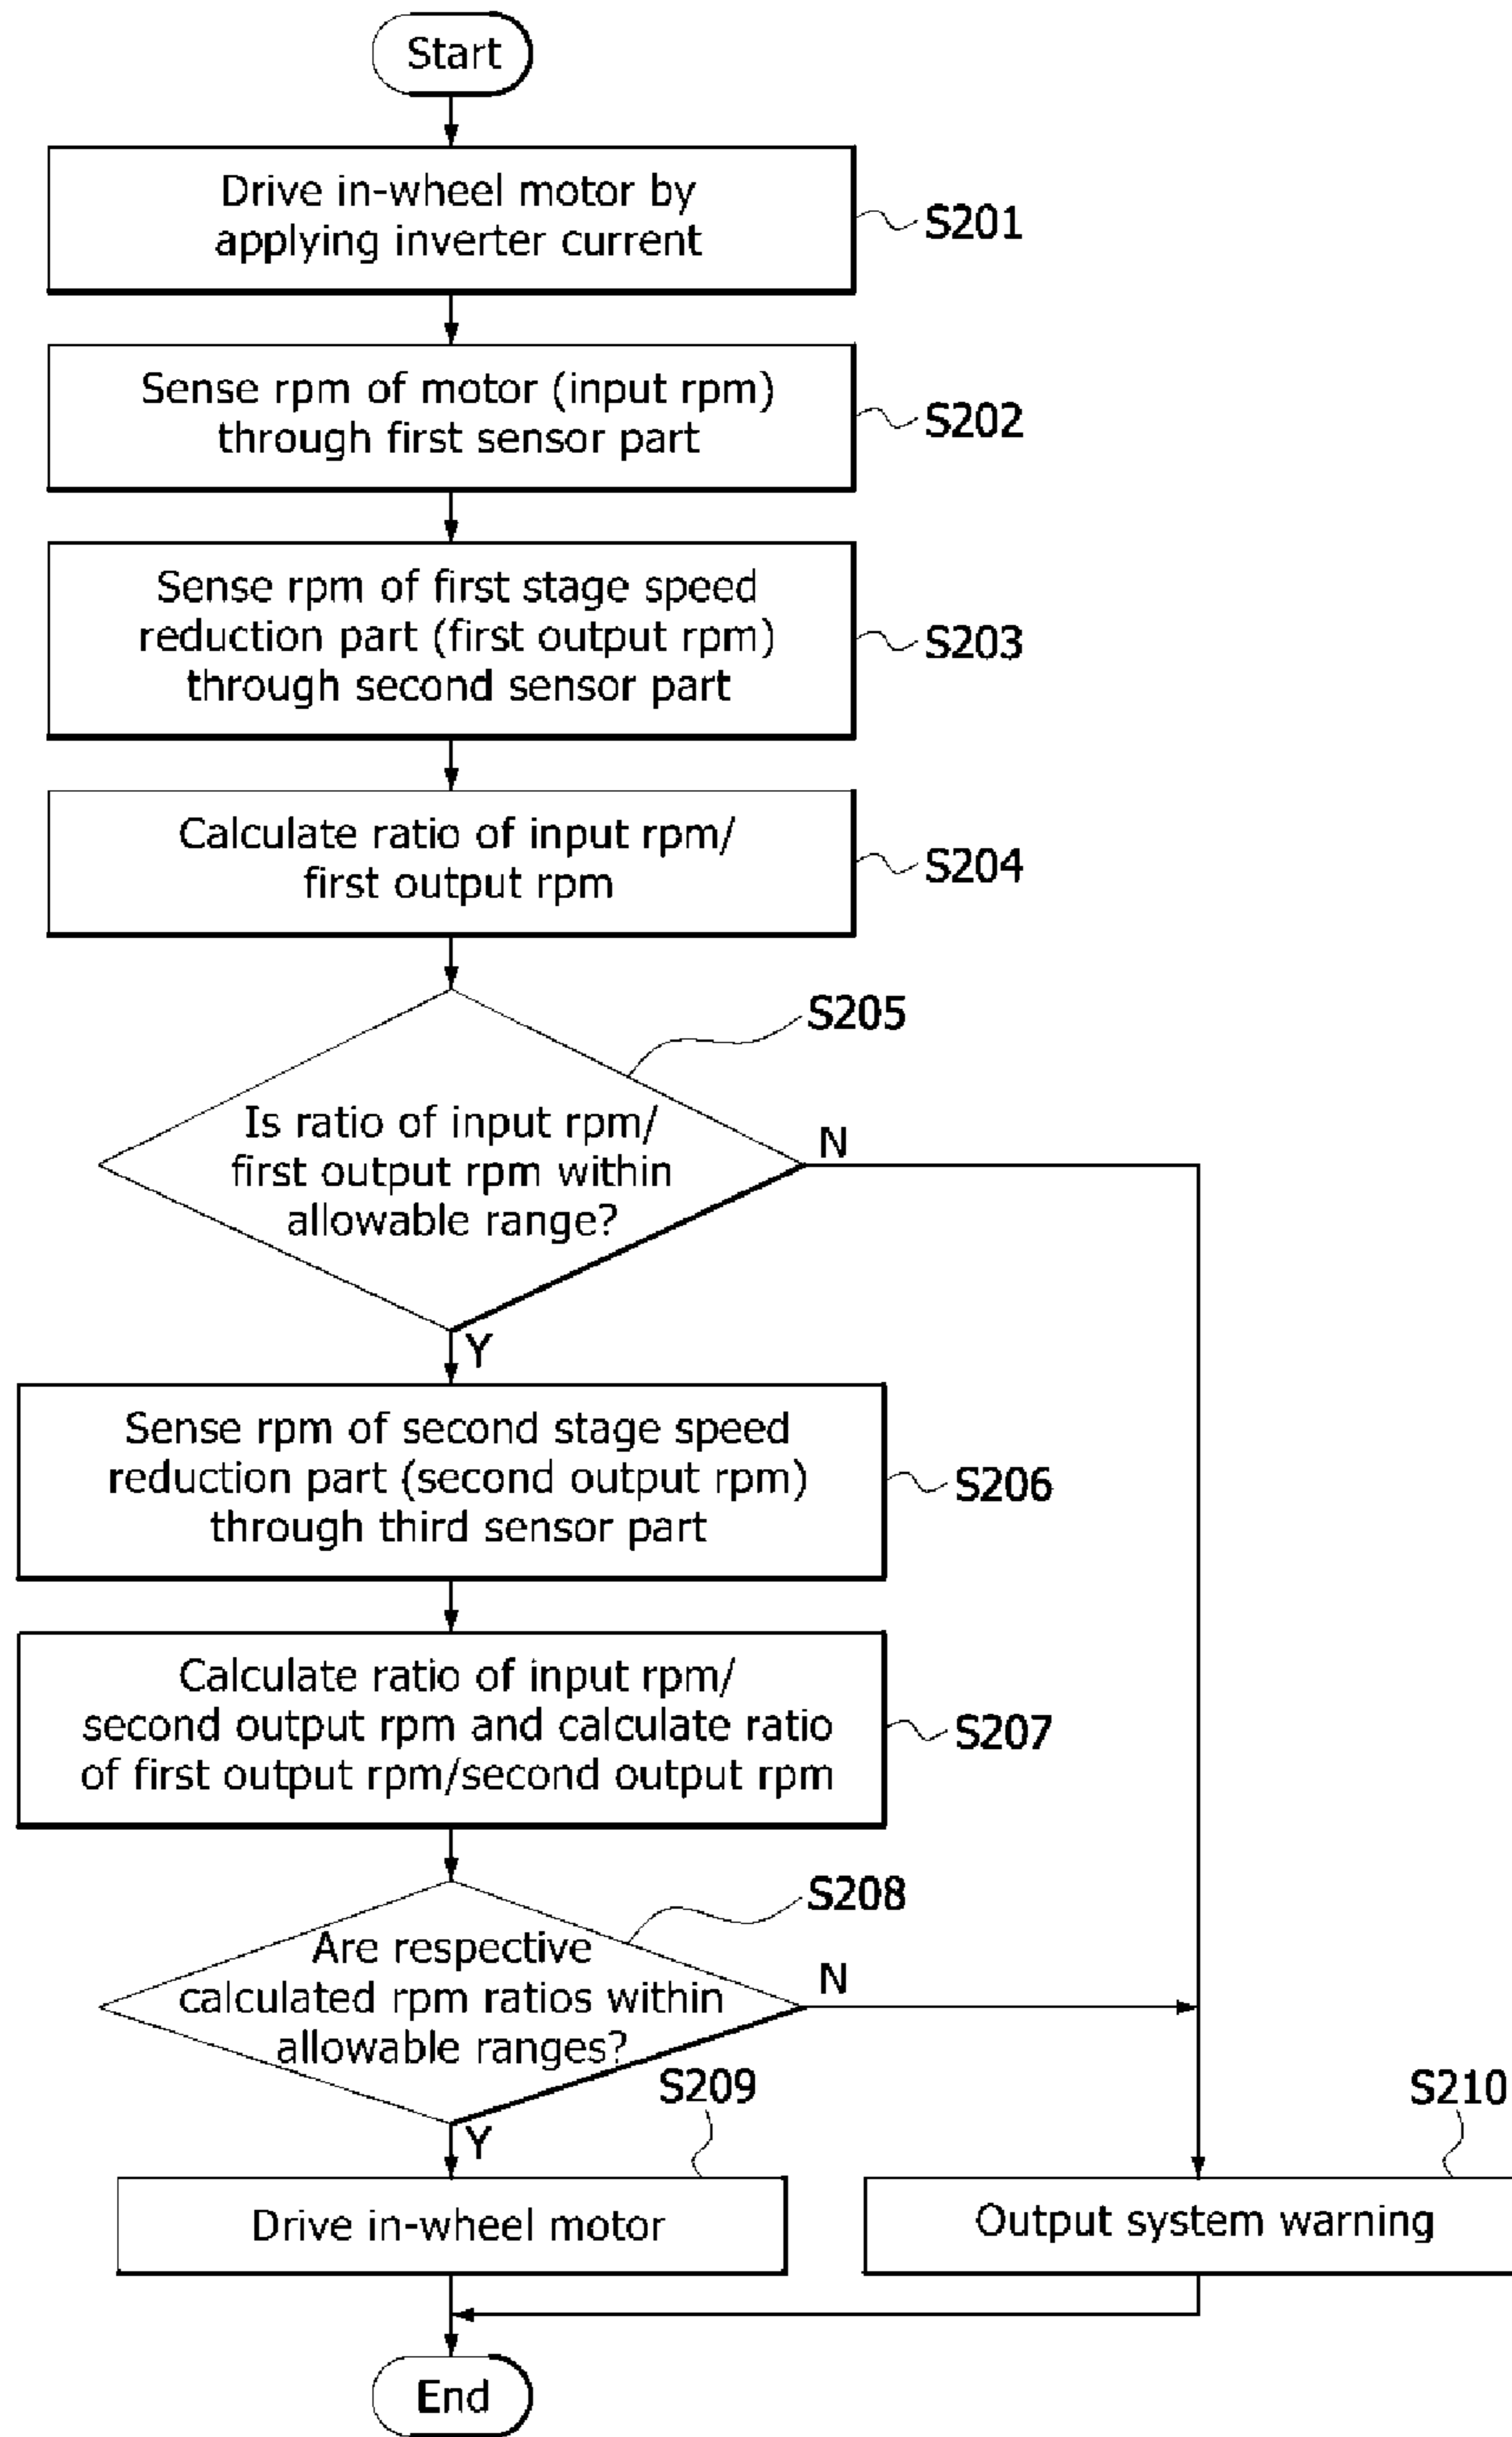 Start
Drive in-wheel motor by
applying inverter current
S201
Sense rpm of motor (input rpm)
through first sensor part
S202
Sense rpm of first stage speed
reduction part (first output rpm)
through second sensor part
S203
Calculate ratio of input rpm/
first output rpm
S204
S205
Is ratio of input rpm/
first output rpm within
allowable range?
N
Y
Sense rpm of second stage speed
reduction part (second output rpm)
through third sensor part
S206
Calculate ratio of input rpm/
second output rpm and calculate ratio
of first output rpm/second output rpm
S207
S208
Are respective
calculated rpm ratios within
allowable ranges?
N
Y
S209
Drive in-wheel motor
S210
Output system warning
End